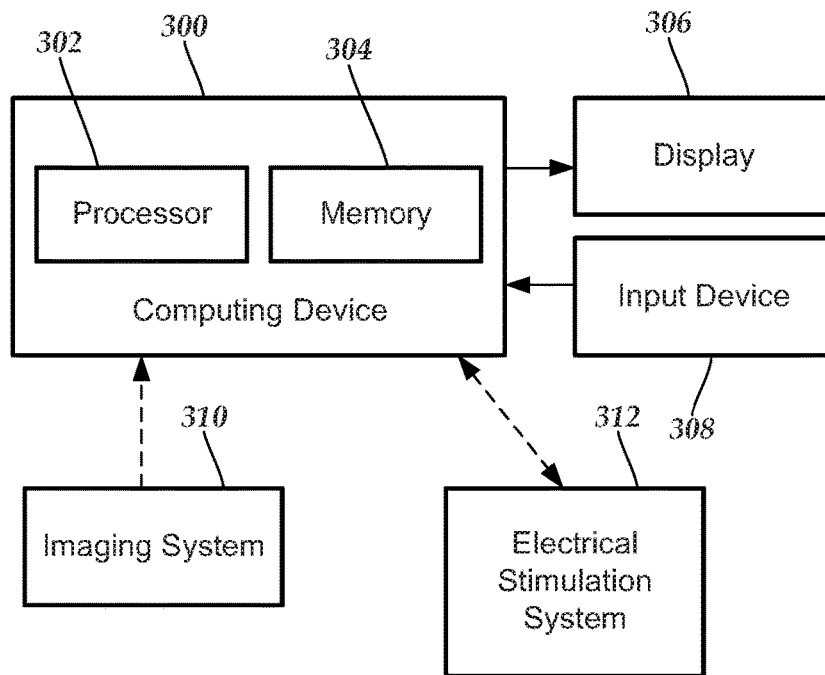 302
300
304
306
Processor
Memory
Computing Device
Display
Input Device
308
310
312
Imaging System
Electrical
Stimulation
System